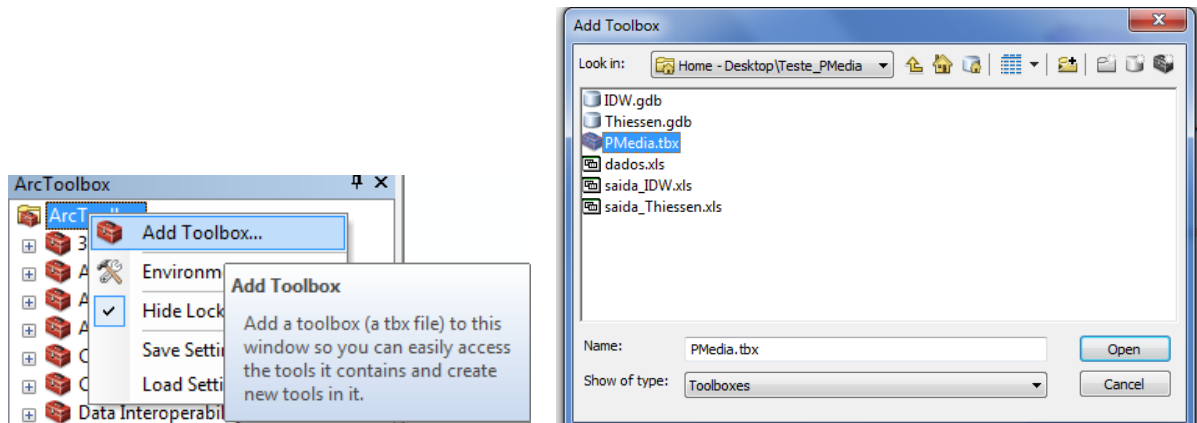 ArcToolbox
ArcT
3
Add Toolbox...
A
Environm
A
Hide Lock
A
C
Save Setti
C
Load Setti
Data Interoperabil
Add Toolbox
Add a toolbox (a tbx file) to this
window so you can easily access
the tools it contains and create
new tools in it.
Add Toolbox
Look in: Home - Desktop\Teste_PMedia
IDW.gdb
Thiessen.gdb
PMedia.tbx
dados.xls
saida_IDW.xls
saida_Thiessen.xls
Name: PMedia.tbx Open
Show of type: Toolboxes Cancel